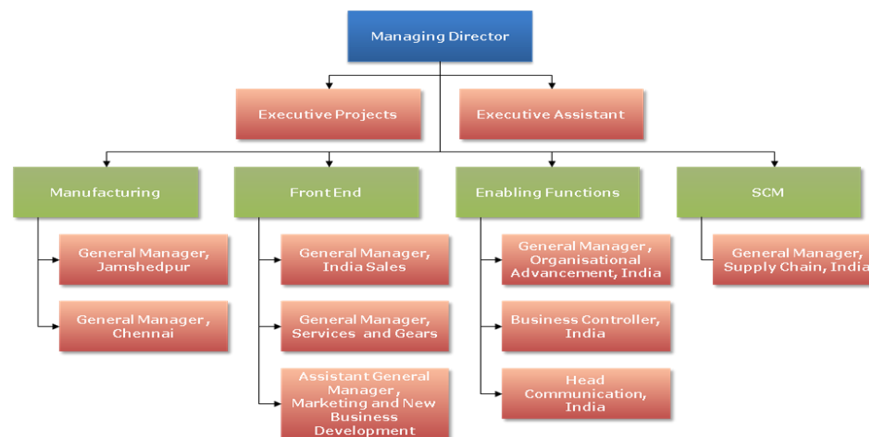 Managing Director
Executive Projects
Executive Assistant
Manufacturing
Front End
Enabling Functions
SCM
General Manager,
Jamshedpur
General Manager,
India Sales
General Manager ,
Organisational
Advancement, India
General Manager,
Supply Chain, India
General Manager ,
Chennai
General Manager,
Services and Gears
Business Controller,
India
Assistant General
Manager ,
Marketing and New
Business
Development
Head
Communication,
India